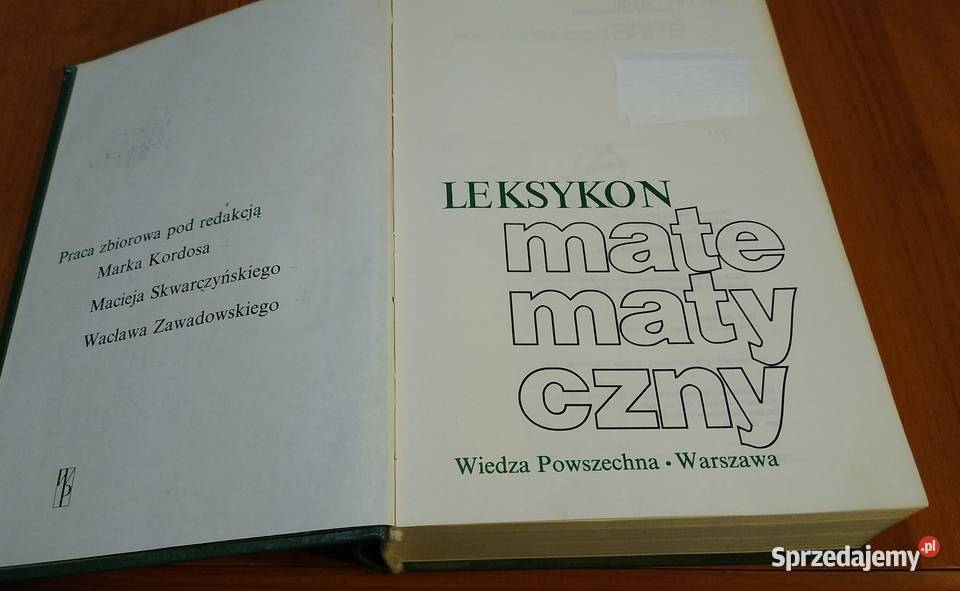 Praca zbiorowa pod redakcją
Marka Kordosa
Macieja Skwarczyńskiego
Wacława Zawadowskiego
WP
LEKSYKON
mate
maty
czny
Wiedza Powszechna • Warszawa
Sprzedajemy.pl